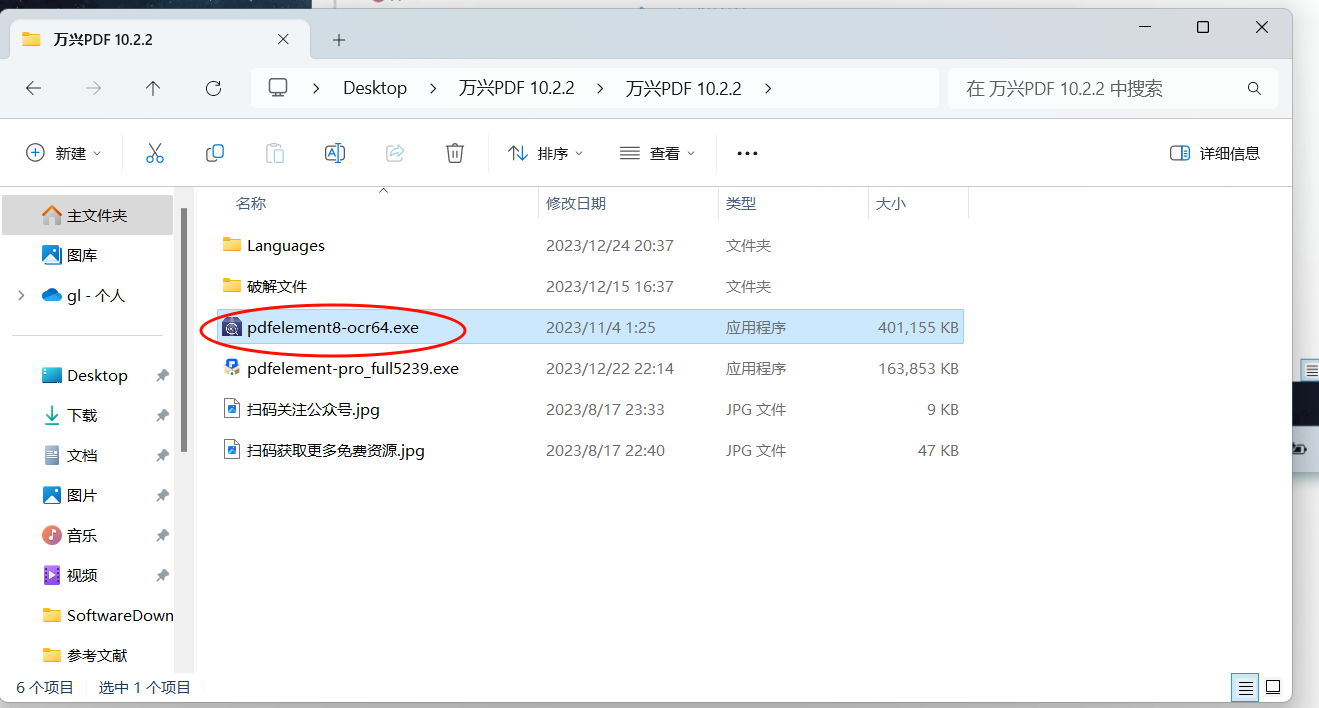 万兴PDF 10.2.2
Desktop 万兴PDF 10.2.2 万兴PDF 10.2.2
在 万兴PDF 10.2.2 中搜索
新建 排序 查看 详细信息
名称 修改日期 类型 大小
主文件夹
图库
gl - 个人
Desktop
下载
文档
图片
音乐
视频
SoftwareDown
参考文献
Languages 2023/12/24 20:37 文件夹
破解文件 2023/12/15 16:37 文件夹
pdfelement8-ocr64.exe 2023/11/4 1:25 应用程序 401,155 KB
pdfelement-pro_full5239.exe 2023/12/22 22:14 应用程序 163,853 KB
扫码关注公众号.jpg 2023/8/17 23:33 JPG 文件 9 KB
扫码获取更多免费资源.jpg 2023/8/17 22:40 JPG 文件 47 KB
6 个项目 选中 1 个项目